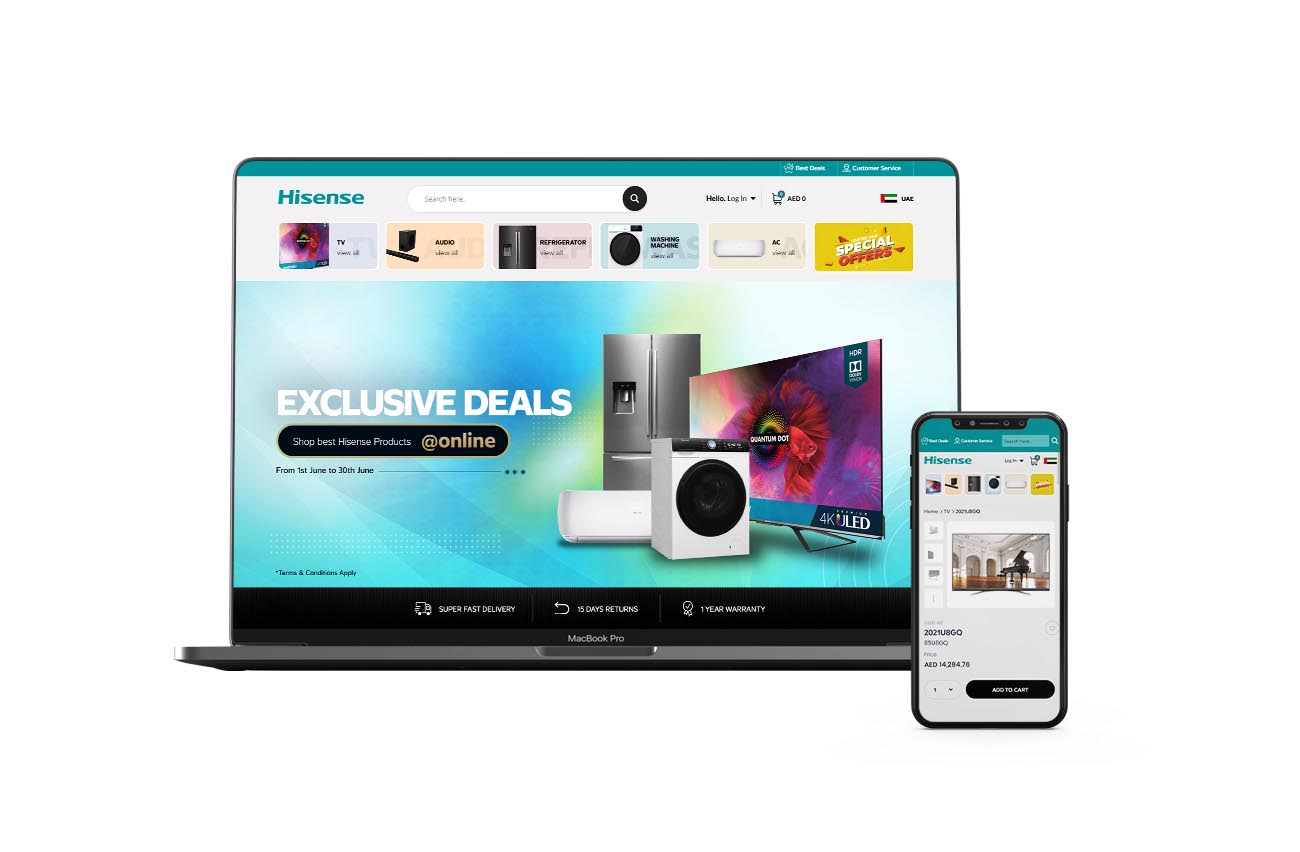 Best Deals
Customer Service
Hisense
Search here..
Hello. Log In
0
AED 0
UAE
TV
view all
AUDIO
view all
REFRIGERATOR
view all
WASHING
MACHINE
view all
AC
view all
SPECIAL
OFFERS
EXCLUSIVE DEALS
Shop best Hisense Products @online
From 1st June to 30th June
*Terms & Conditions Apply
HDR
DOLBY
VISION
QUANTUM DOT
PREMIUM
4K ULED
SUPER FAST DELIVERY
15 DAYS RETURNS
1 YEAR WARRANTY
MacBook Pro
Best Deals
Customer Service
Search here..
Hisense
Log In
Home > TV > 2021U8GQ
2021U8GQ
85U8GQ
Price
AED 14,284.76
1
ADD TO CART